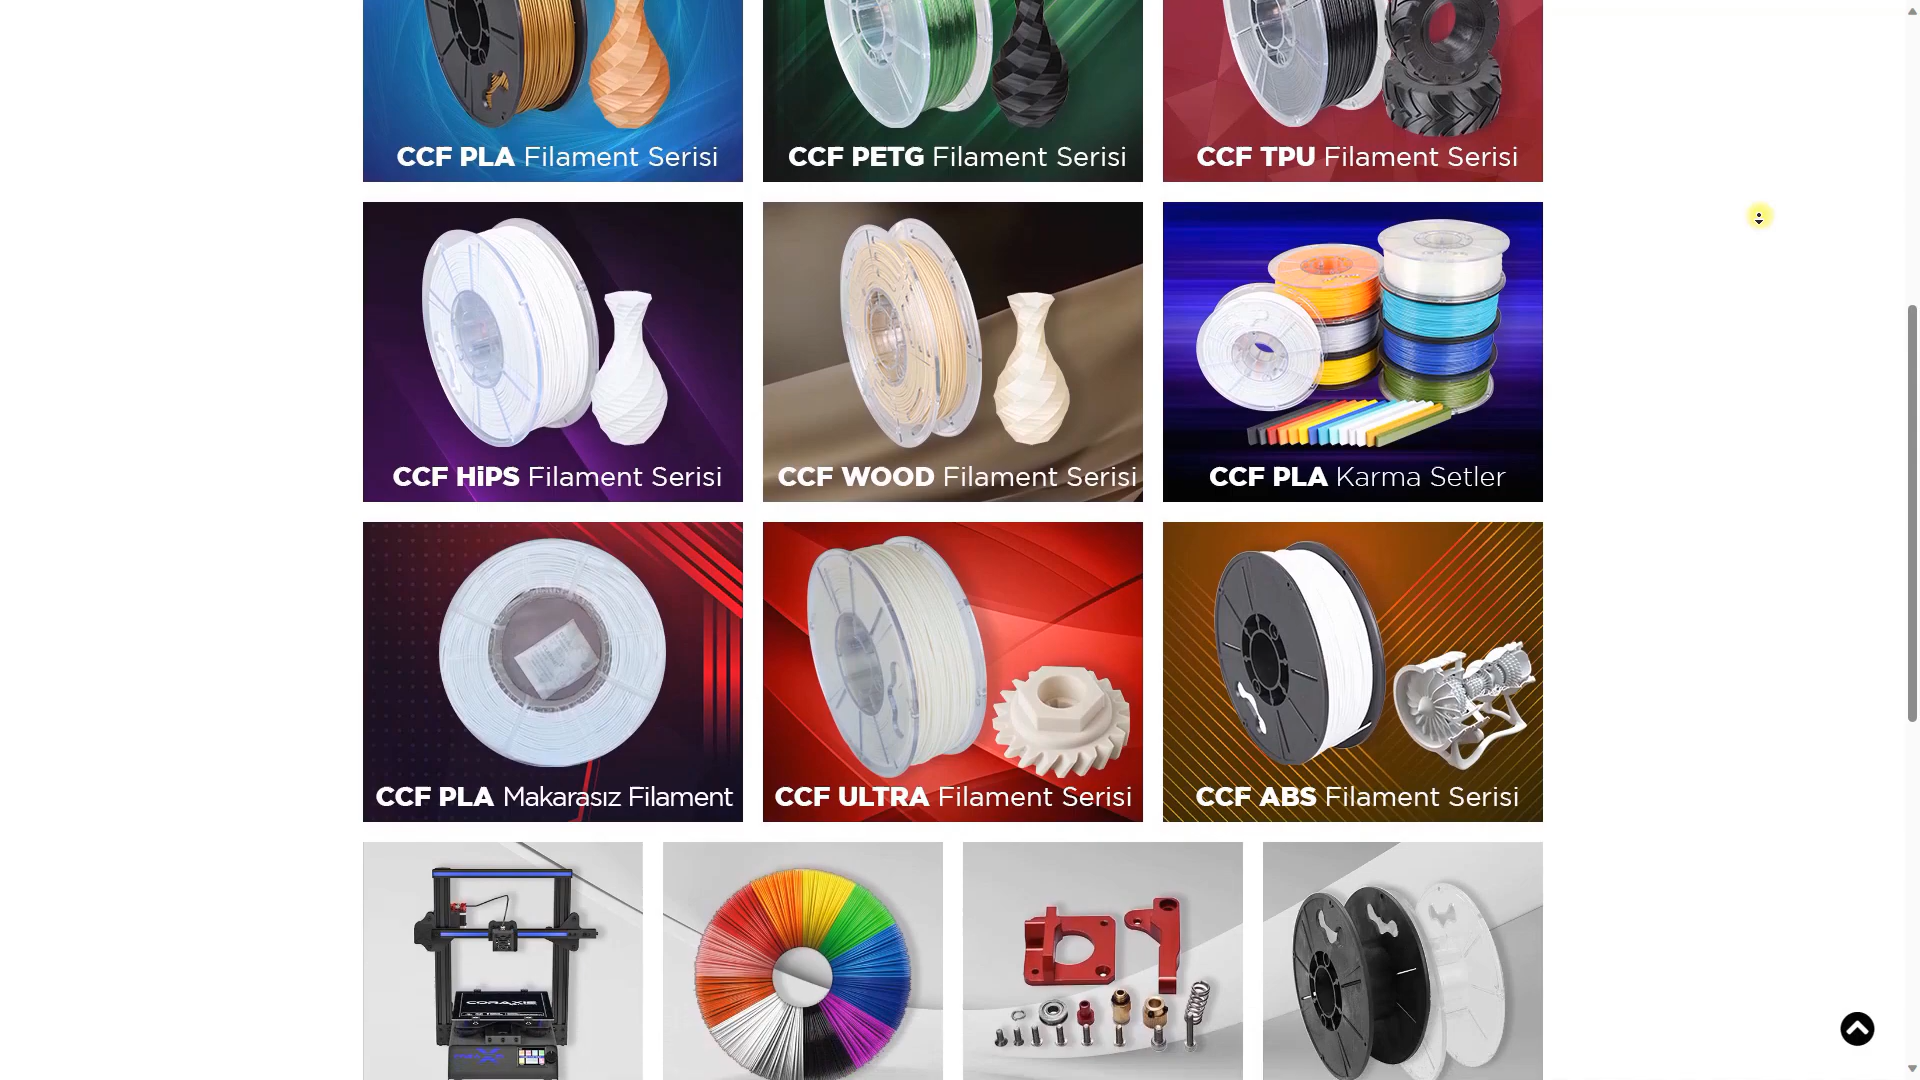 CCF PLA Filament Serisi
CCF PETG Filament Serisi
CCF TPU Filament Serisi
CCF HiPS Filament Serisi
CCF WOOD Filament Serisi
CCF PLA Karma Setler
CCF PLA Makarasız Filament
CCF ULTRA Filament Serisi
CCF ABS Filament Serisi
CORAXIE